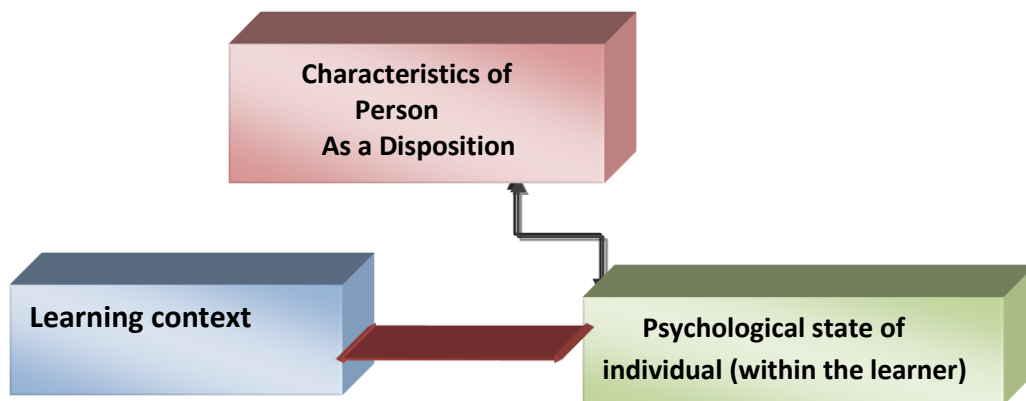 Characteristics of
Person
As a Disposition
Learning context
Psychological state of
individual (within the learner)